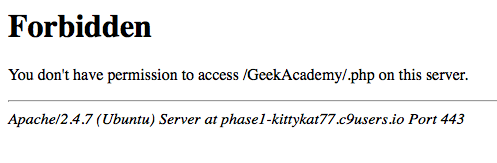 Forbidden
You don't have permission to access /GeekAcademy/.php on this server.
Apache/2.4.7 (Ubuntu) Server at phase1-kittykat77.c9users.io Port 443